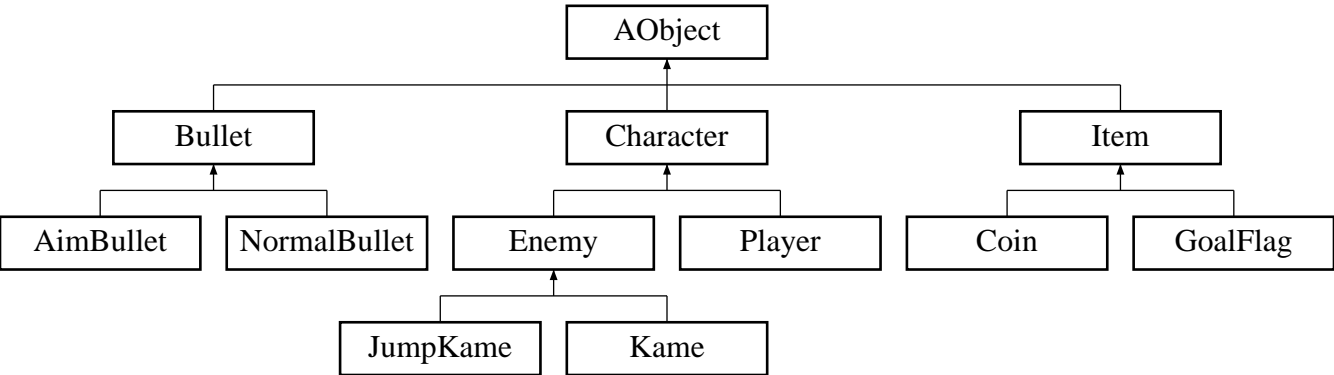 AObject
Bullet
Character
Item
AimBullet
NormalBullet
Enemy
Player
Coin
GoalFlag
JumpKame
Kame